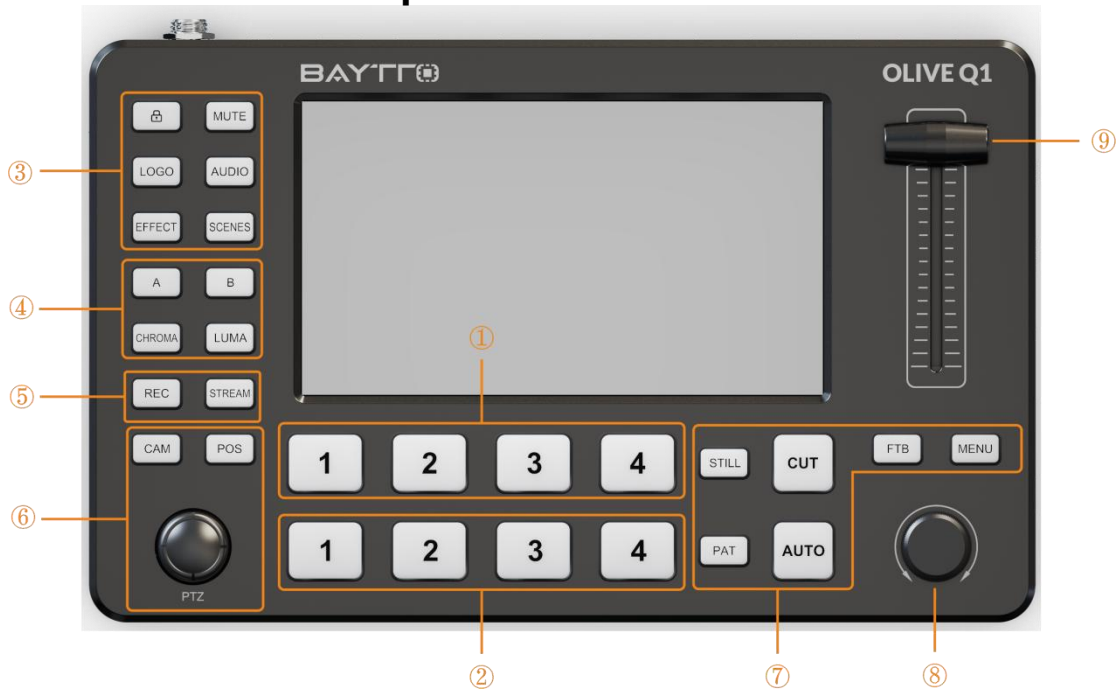 BAYTTO
OLIVE Q1
MUTE
LOGO AUDIO
EFFECT SCENES
③
⑨
A B
CHROMA LUMA
④
①
REC STREAM
⑤
CAM POS
1 2 3 4
STILL CUT
FTB MENU
⑥
PTZ
1 2 3 4
PAT AUTO
②
⑦
⑧